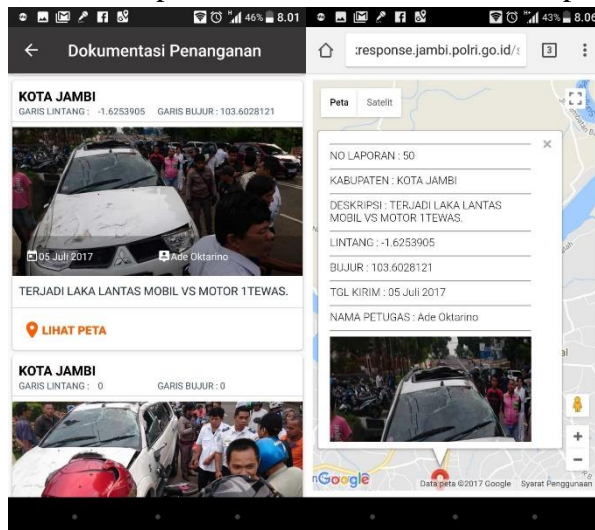 46% 8.01
Dokumentasi Penanganan
KOTA JAMBI
GARIS LINTANG : -1.6253905 GARIS BUJUR : 103.6028121
05 Juli 2017 Ade Oktarino
TERJADI LAKA LANTAS MOBIL VS MOTOR 1TEWAS.
LIHAT PETA
KOTA JAMBI
GARIS LINTANG : 0 GARIS BUJUR : 0
43% 8.06
:response.jambi.polri.go.id/s 3
Peta Satelit
NO LAPORAN : 50
KABUPATEN : KOTA JAMBI
DESKRIPSI : TERJADI LAKA LANTAS
MOBIL VS MOTOR 1TEWAS.
LINTANG : -1.6253905
BUJUR : 103.6028121
TGL KIRIM : 05 Juli 2017
NAMA PETUGAS : Ade Oktarino
Google Data peta ©2017 Google Syarat Penggunaan